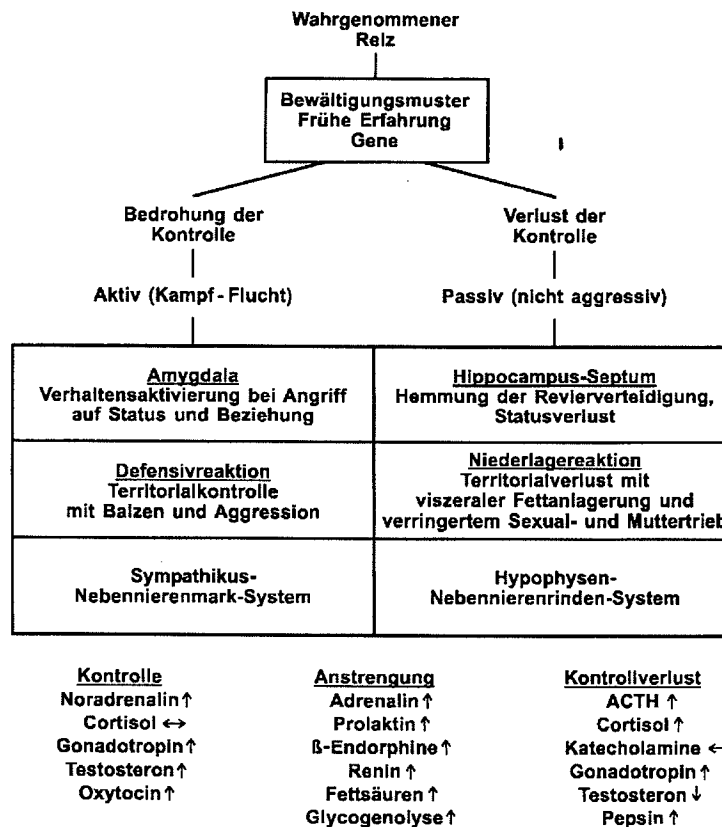 Wahrgenommener
Reiz
Bewältigungsmuster
Frühe Erfahrung
Gene
Bedrohung der
Kontrolle
Verlust der
Kontrolle
Aktiv (Kampf - Flucht)
Passiv (nicht aggressiv)
Amygdala
Verhaltensaktivierung bei Angriff
auf Status und Beziehung
Hippocampus-Septum
Hemmung der Revierverteidigung,
Statusverlust
Defensivreaktion
Territorialkontrolle
mit Balzen und Aggression
Niederlagereaktion
Territorialverlust mit
viszeraler Fettanlagerung und
verringertem Sexual- und Muttertrieb
Sympathikus-
Nebennierenmark-System
Hypophysen-
Nebennierenrinden-System
Kontrolle
Noradrenalin ↑
Cortisol ↔
Gonadotropin ↑
Testosteron ↑
Oxytocin ↑
Anstrengung
Adrenalin ↑
Prolaktin ↑
ß-Endorphine ↑
Renin ↑
Fettsäuren ↑
Glycogenolyse ↑
Kontrollverlust
ACTH ↑
Cortisol ↑
Katecholamine ←
Gonadotropin ↑
Testosteron ↓
Pepsin ↑